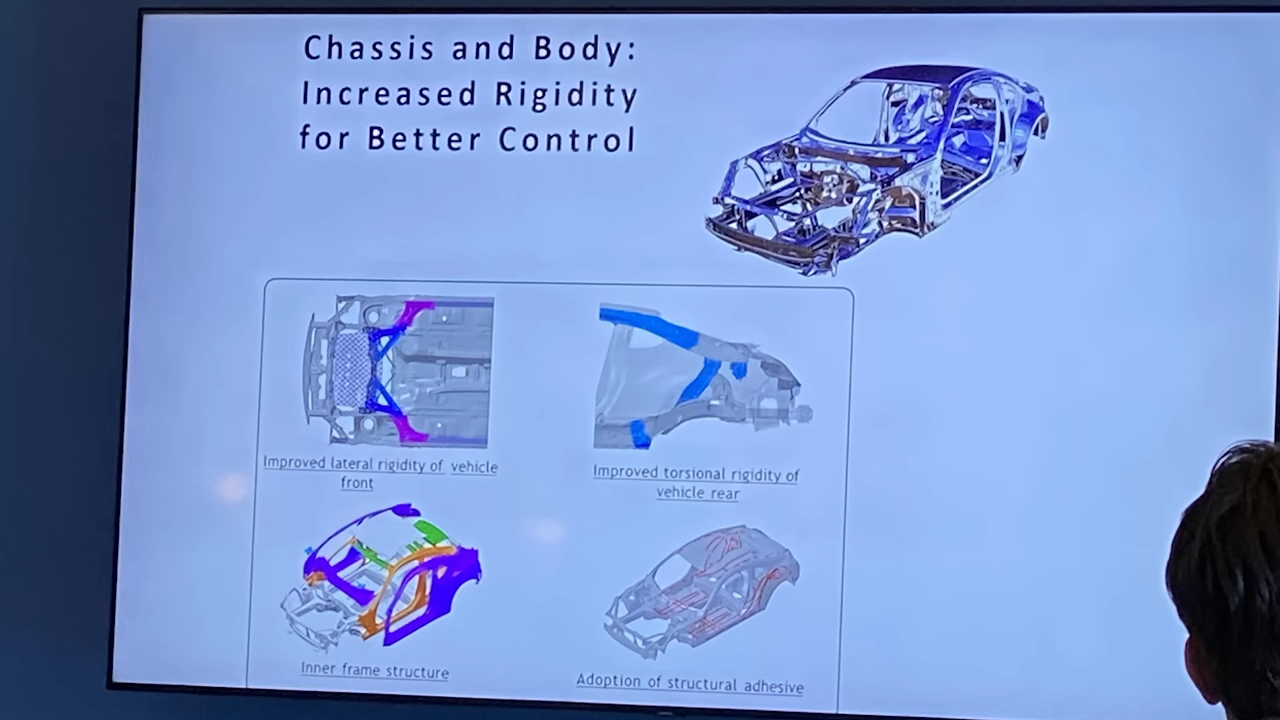 Chassis and Body:
Increased Rigidity
for Better Control
Improved lateral rigidity of vehicle
front
Improved torsional rigidity of
vehicle rear
Inner frame structure
Adoption of structural adhesive